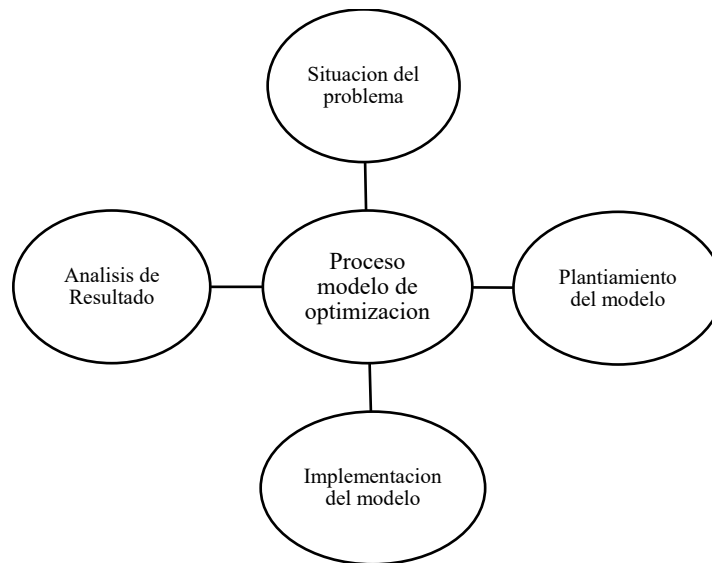 Situacion del
problema
Analisis de
Resultado
Proceso
modelo de
optimizacion
Plantiamiento
del modelo
Implementacion
del modelo